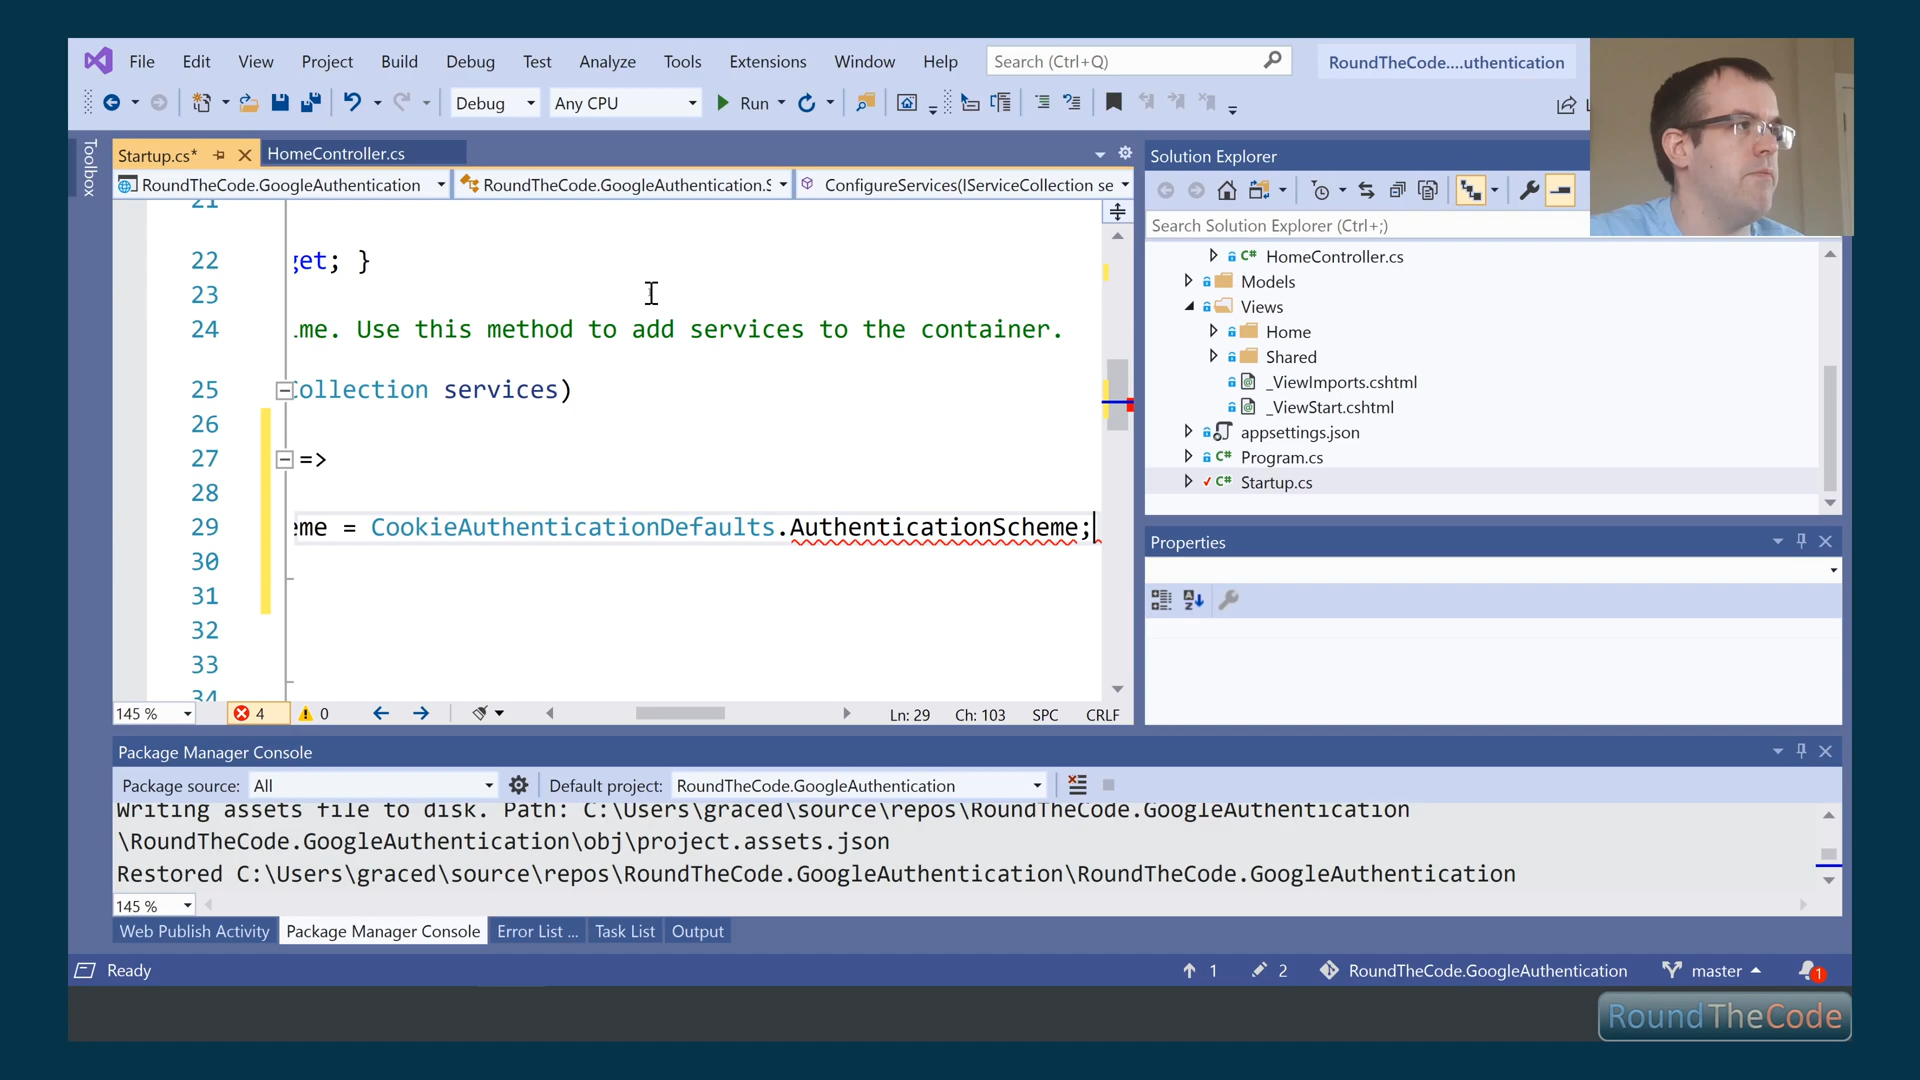 File Edit View Project Build Debug Test Analyze Tools Extensions Window Help Search (Ctrl+Q) RoundTheCode....uthentication
Debug Any CPU Run
Toolbox
Startup.cs* HomeController.cs
RoundTheCode.GoogleAuthentication RoundTheCode.GoogleAuthentication.S ConfigureServices(IServiceCollection se
21
22 get; }
23
24 .me. Use this method to add services to the container.
25 Collection services)
26
27 =>
28
29 eme = CookieAuthenticationDefaults.AuthenticationScheme;
30
31
32
33
34
145 % 4 0 Ln: 29 Ch: 103 SPC CRLF
Solution Explorer
Search Solution Explorer (Ctrl+;)
C# HomeController.cs
Models
Views
Home
Shared
_ViewImports.cshtml
_ViewStart.cshtml
appsettings.json
C# Program.cs
C# Startup.cs
Properties
Package Manager Console
Package source: All Default project: RoundTheCode.GoogleAuthentication
Writing assets file to disk. Path: C:\Users\graced\source\repos\RoundTheCode.GoogleAuthentication
\RoundTheCode.GoogleAuthentication\obj\project.assets.json
Restored C:\Users\graced\source\repos\RoundTheCode.GoogleAuthentication\RoundTheCode.GoogleAuthentication
145 %
Web Publish Activity Package Manager Console Error List ... Task List Output
Ready 1 2 RoundTheCode.GoogleAuthentication master 1
RoundTheCode